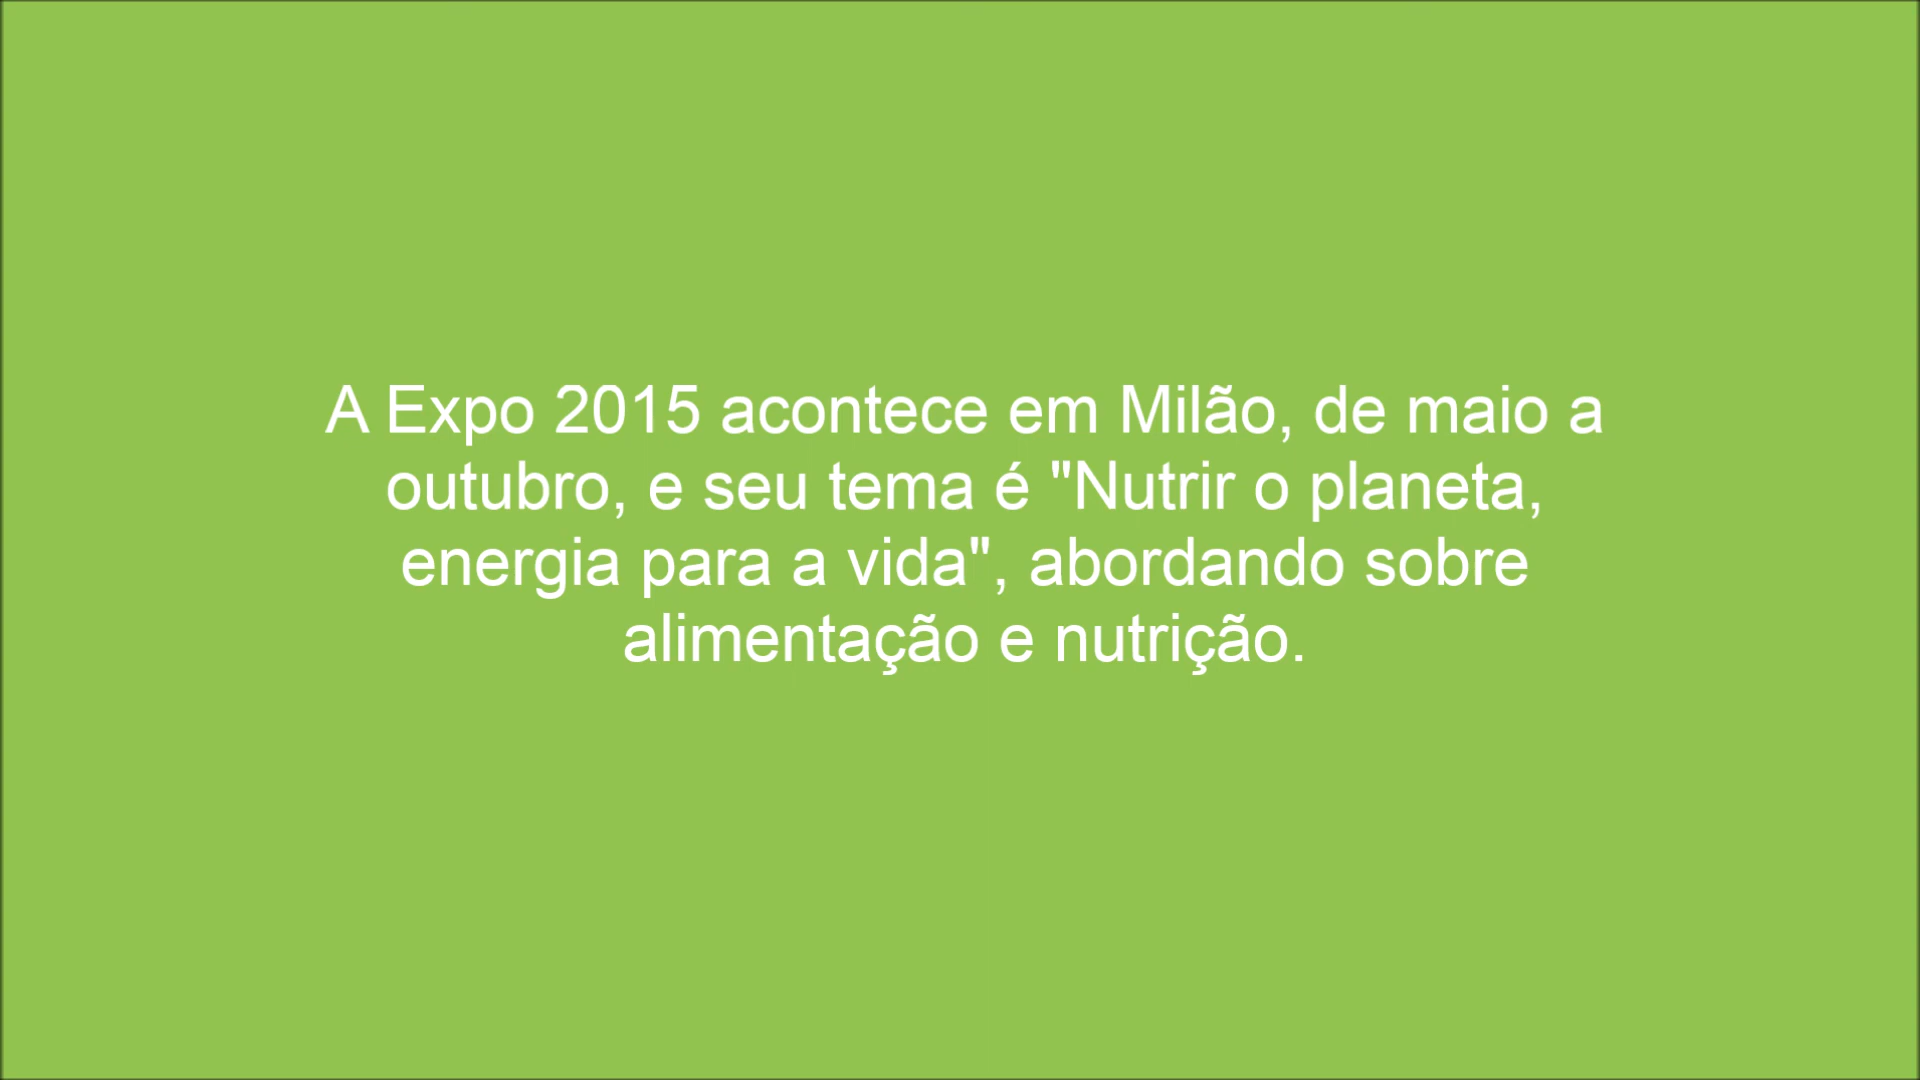 A Expo 2015 acontece em Milão, de maio a
outubro, e seu tema é "Nutrir o planeta,
energia para a vida", abordando sobre
alimentação e nutrição.